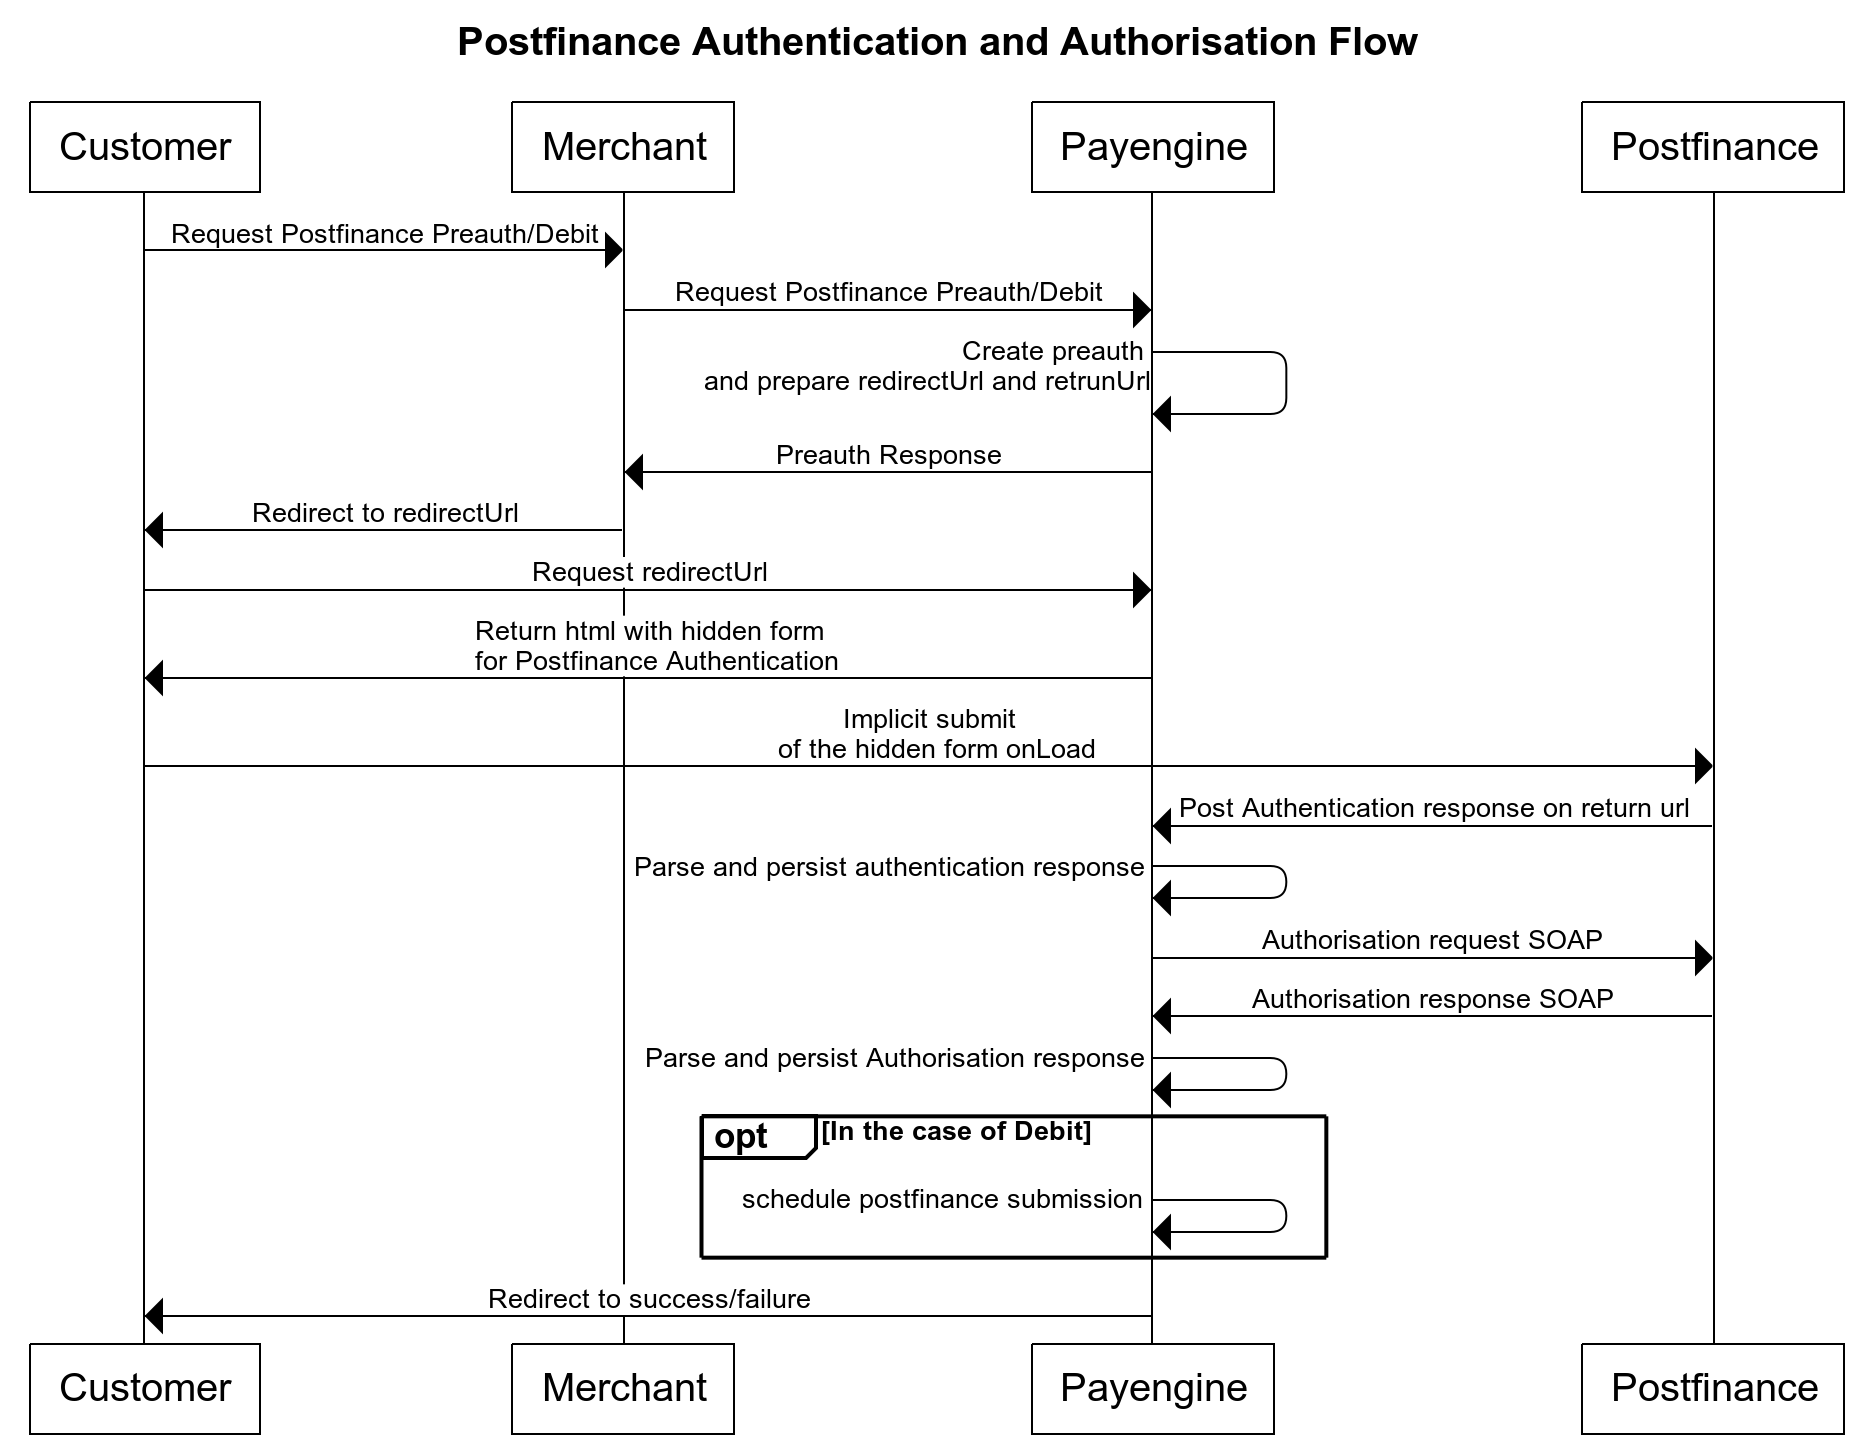 Postfinance Authentication and Authorisation Flow
Customer
Merchant
Payengine
Postfinance
Request Postfinance Preauth/Debit
Request Postfinance Preauth/Debit
Create preauth
and prepare redirectUrl and retrunUrl
Preauth Response
Redirect to redirectUrl
Request redirectUrl
Return html with hidden form
for Postfinance Authentication
Implicit submit
of the hidden form onLoad
Post Authentication response on return url
Parse and persist authentication response
Authorisation request SOAP
Authorisation response SOAP
Parse and persist Authorisation response
opt [In the case of Debit]
schedule postfinance submission
Redirect to success/failure
Customer
Merchant
Payengine
Postfinance